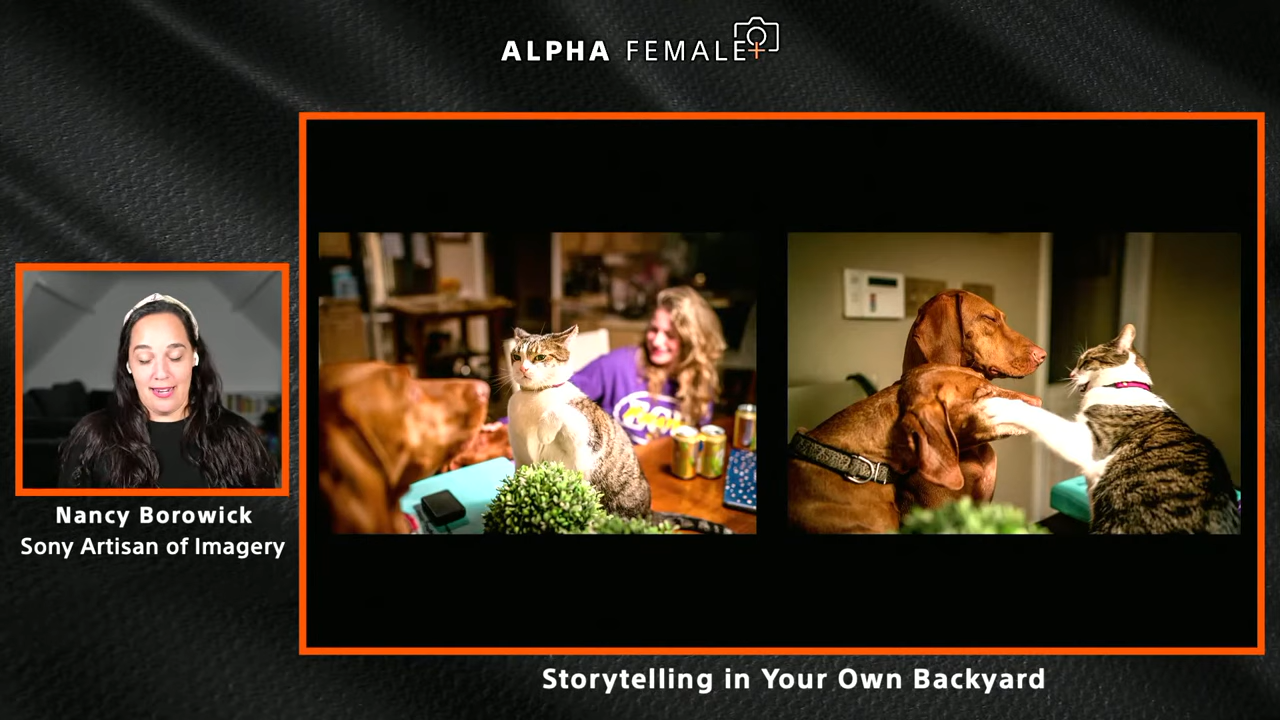 ALPHA FEMALE
Nancy Borowick
Sony Artisan of Imagery
Storytelling in Your Own Backyard